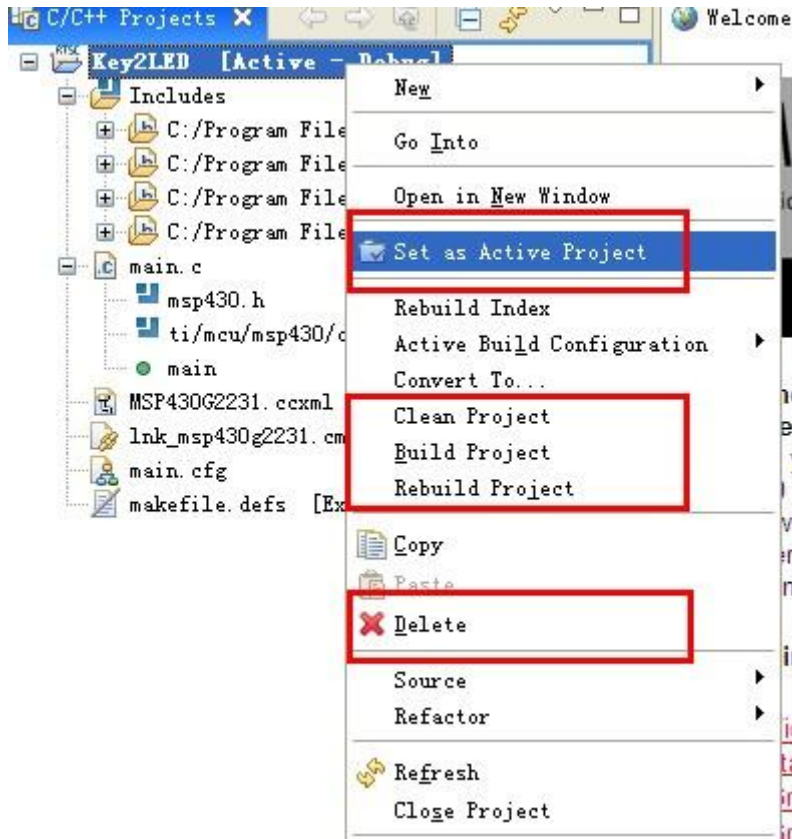 C/C++ Projects
Welcome
Key2LED [Active - Debug]
Includes
C:/Program File
C:/Program File
C:/Program File
C:/Program File
main.c
msp430.h
ti/mcu/msp430/c
main
MSP430G2231.ccxml
lnk_msp430g2231.cm
main.cfg
makefile.defs [Ex
New
Go Into
Open in New Window
Set as Active Project
Rebuild Index
Active Build Configuration
Convert To...
Clean Project
Build Project
Rebuild Project
Copy
Paste
Delete
Source
Refactor
Refresh
Close Project